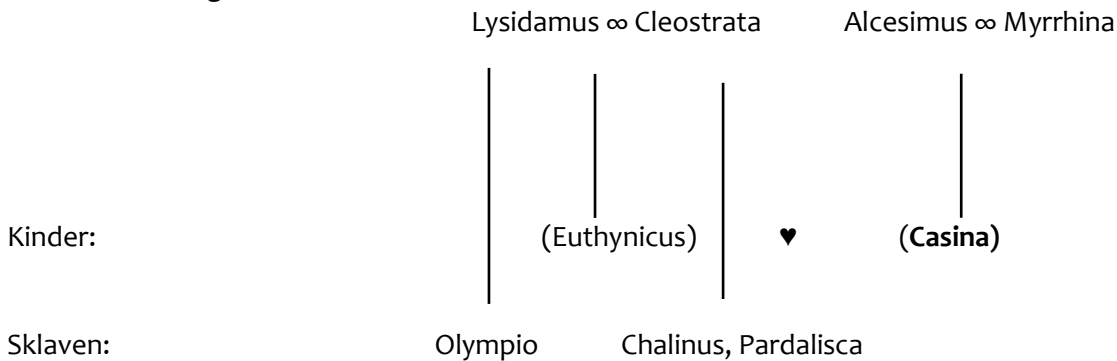 Lysidamus ∞ Cleostrata Alcesimus ∞ Myrrhina
Kinder: (Euthynicus) ♥ (Casina)
Sklaven: Olympio Chalinus, Pardalisca